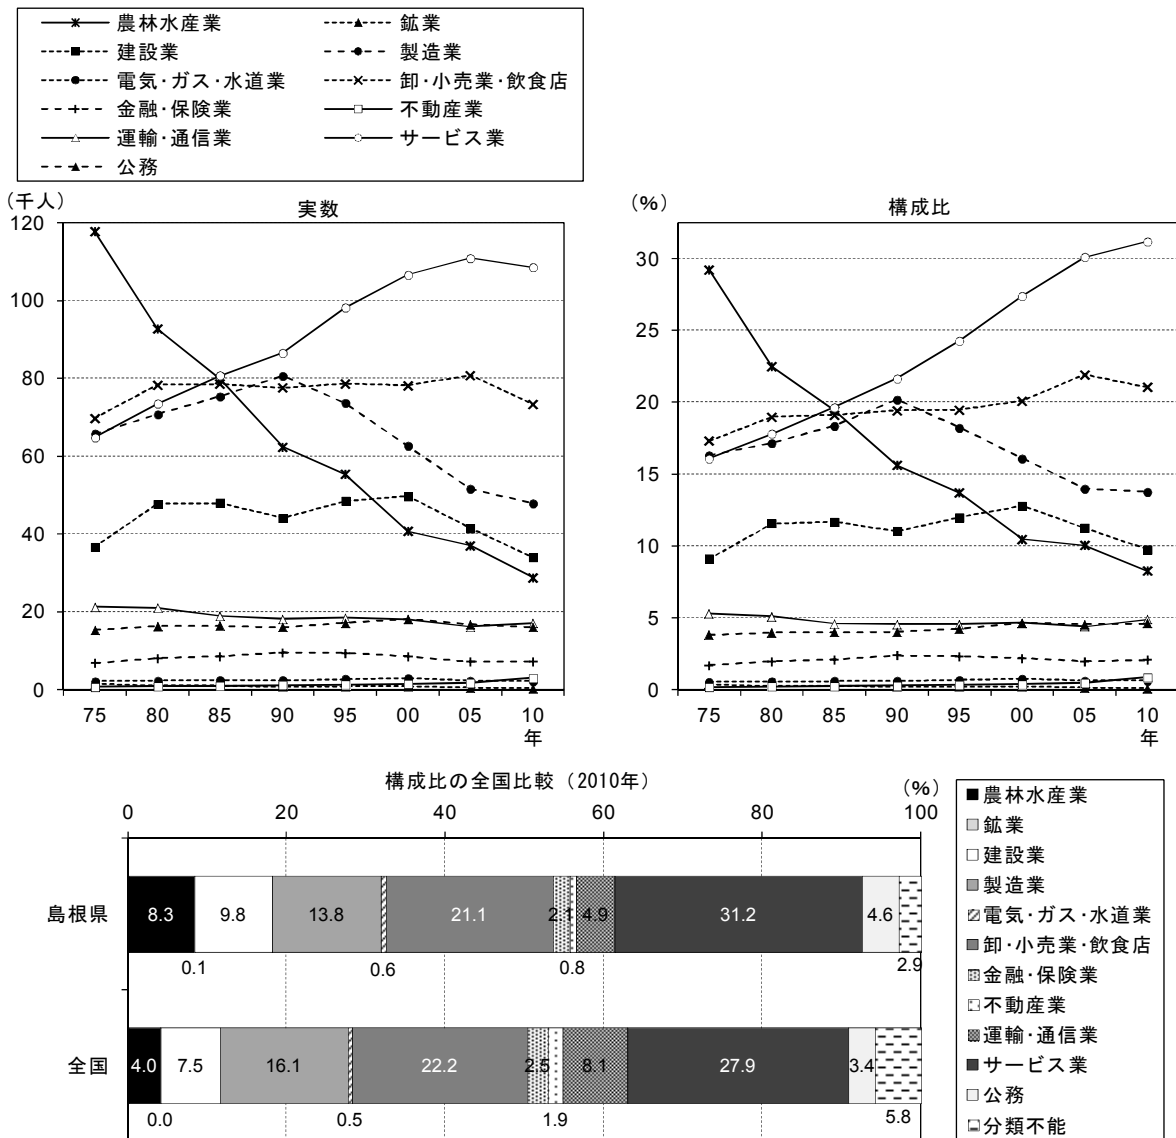 農林水産業 鉱業
建設業 製造業
電気･ガス･水道業 卸･小売業･飲食店
金融･保険業 不動産業
運輸･通信業 サービス業
公務
（千人） 実数
120
100
80
60
40
20
0
75 80 85 90 95 00 05 10
年
(%) 構成比
30
25
20
15
10
5
0
75 80 85 90 95 00 05 10
年
構成比の全国比較（2010年） (%)
0 20 40 60 80 100
島根県 8.3 9.8 13.8 21.1 2.1 4.9 31.2 4.6
0.1 0.6 0.8 2.9
全国 4.0 7.5 16.1 22.2 2.5 8.1 27.9 3.4
0.0 0.5 1.9 5.8
農林水産業
鉱業
建設業
製造業
電気･ガス･水道業
卸･小売業･飲食店
金融･保険業
不動産業
運輸･通信業
サービス業
公務
分類不能